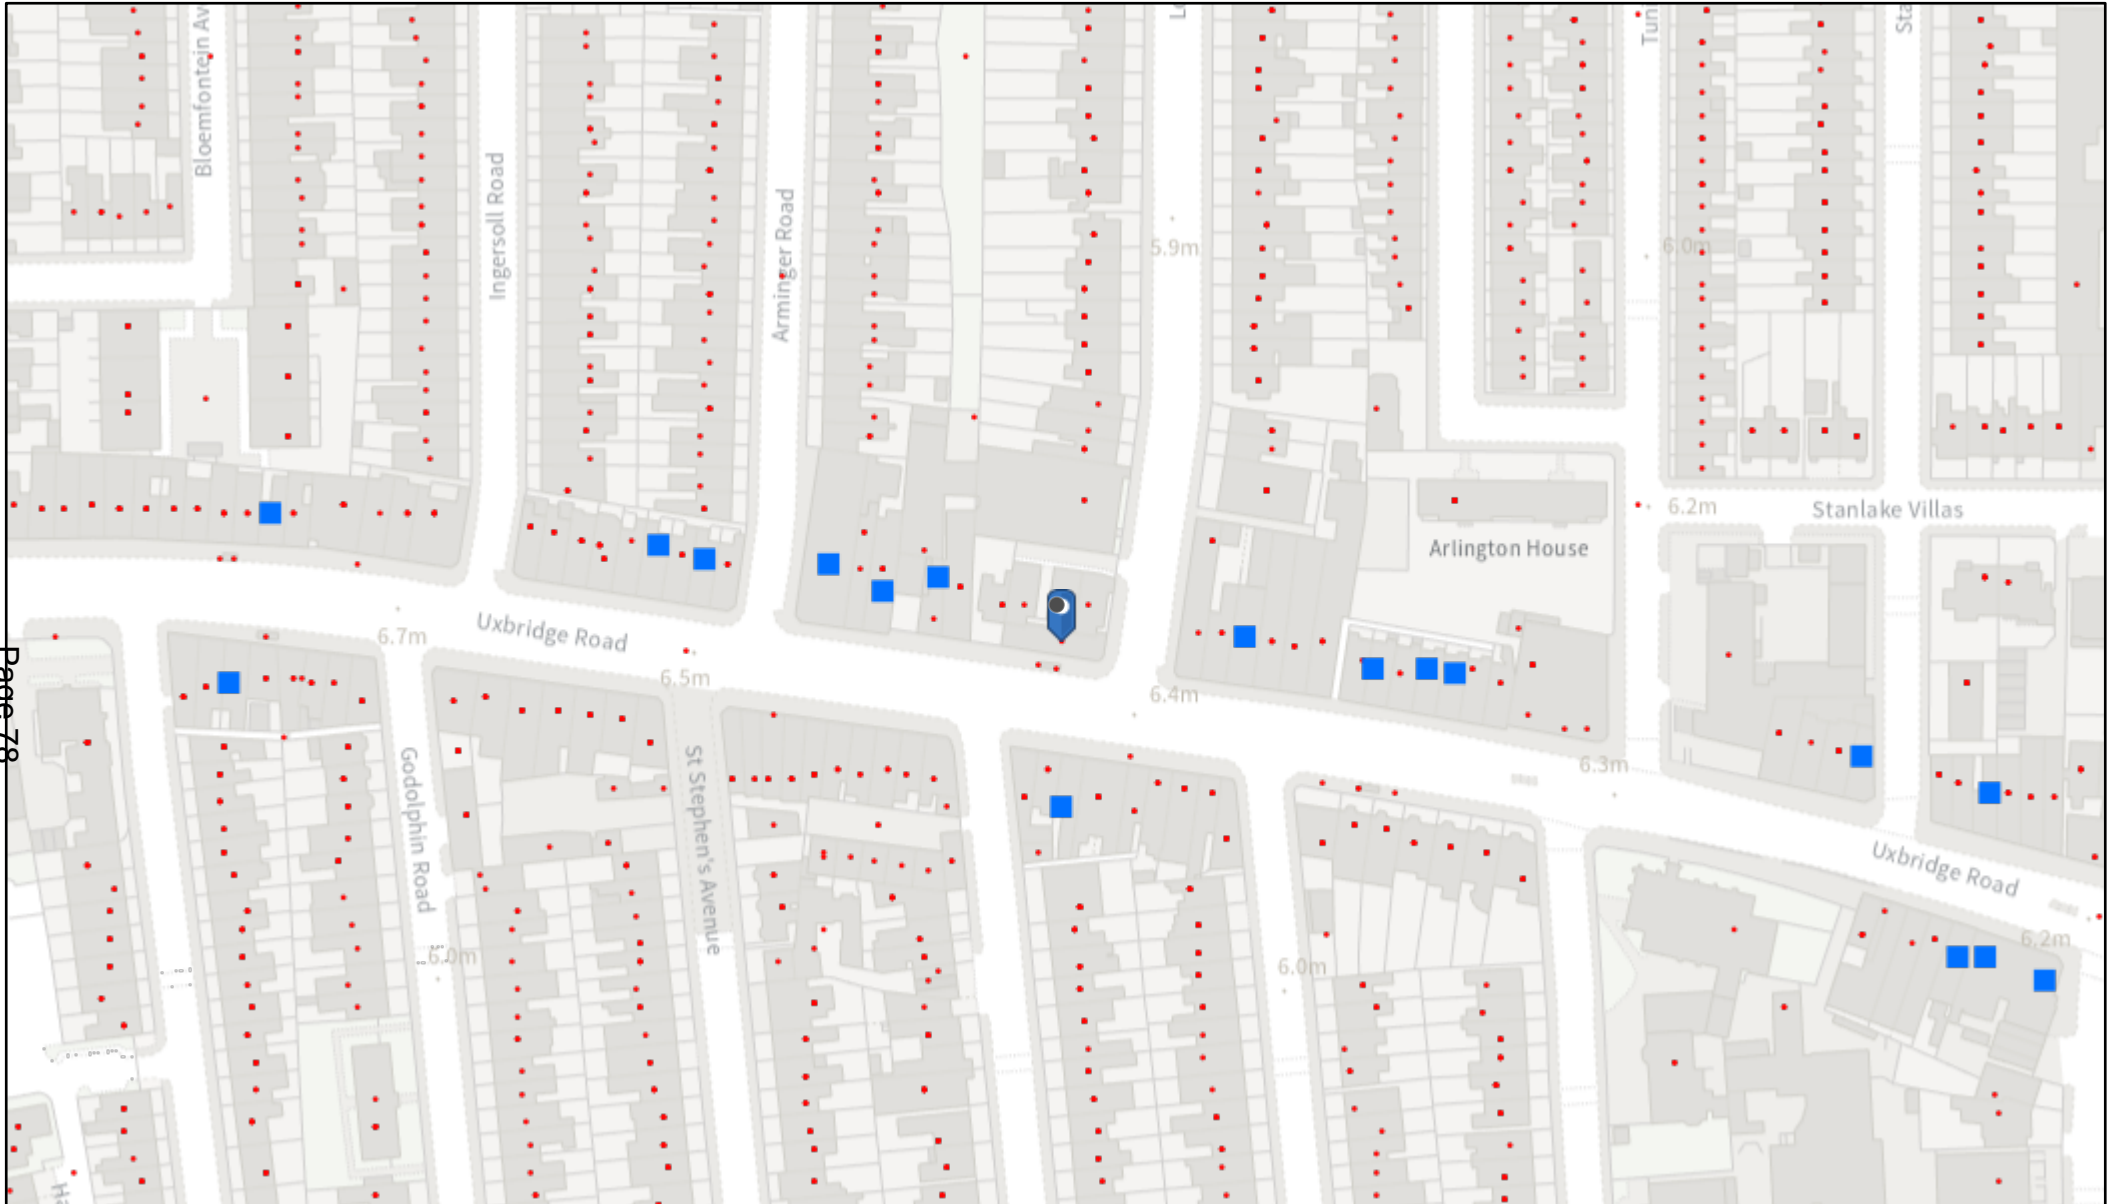 Bloemfontein Av
Ingersoll Road
Arminger Road
5.9m
6.0m
6.2m
Stanlake Villas
Arlington House
Uxbridge Road
6.7m
6.5m
6.4m
6.3m
Page 78
Godolphin Road
St Stephen's Avenue
Uxbridge Road
6.0m
6.0m
6.2m